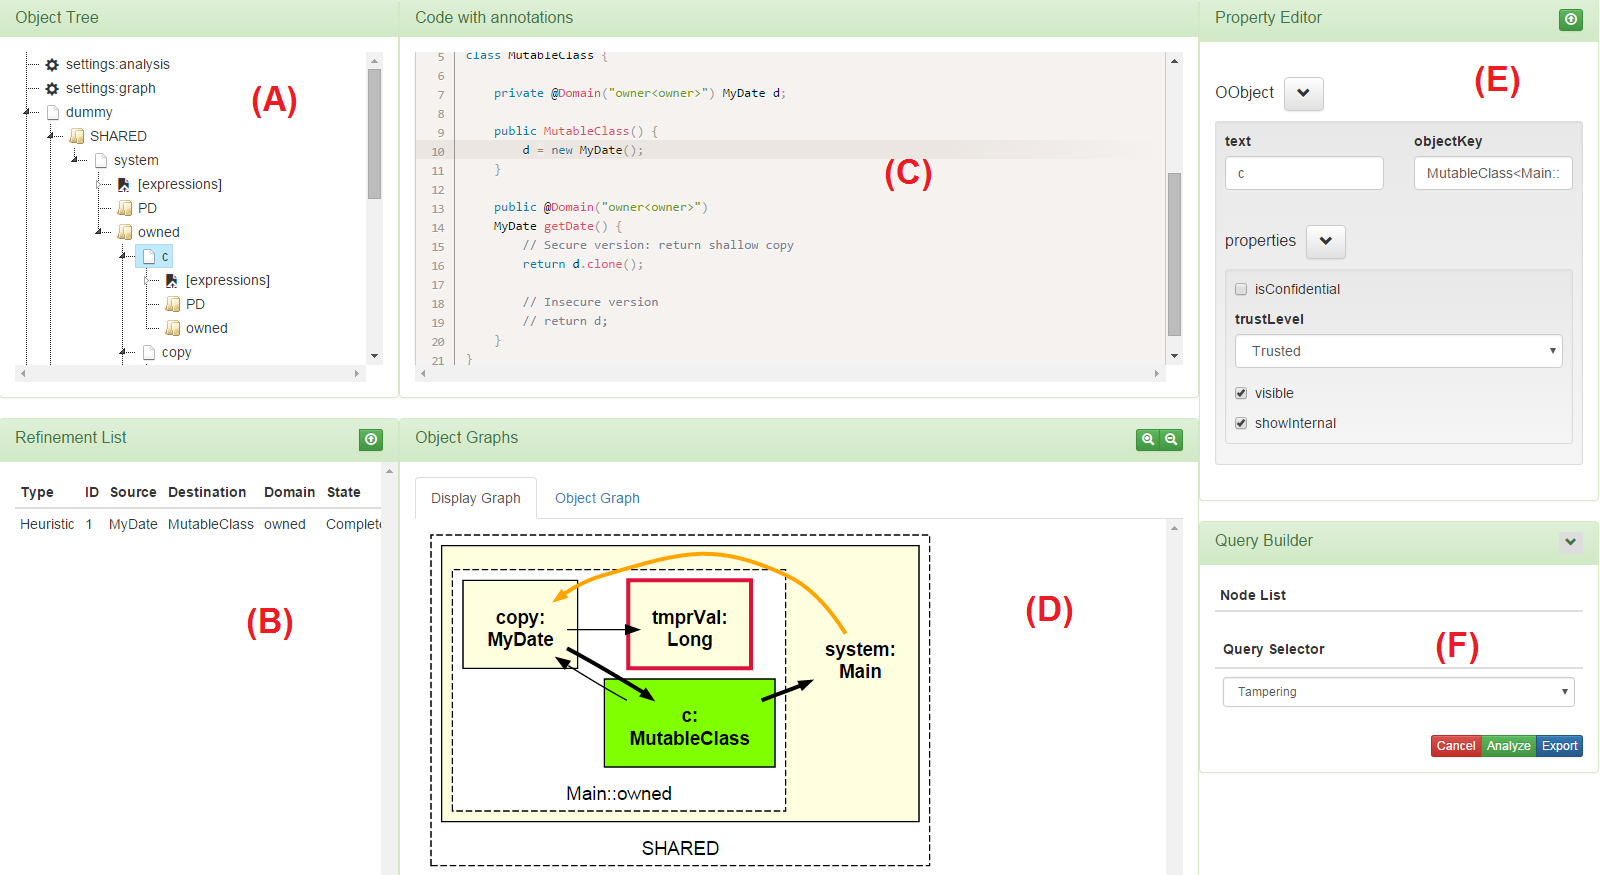 Object Tree
settings:analysis
settings:graph
dummy
SHARED
system
[expressions]
PD
owned
c
[expressions]
PD
owned
copy
(A)
Code with annotations
5 class MutableClass {
6
7 private @Domain("owner<owner>") MyDate d;
8
9 public MutableClass() {
10 d = new MyDate();
11 }
12
13 public @Domain("owner<owner>")
14 MyDate getDate() {
15 // Secure version: return shallow copy
16 return d.clone();
17
18 // Insecure version
19 // return d;
20 }
21 }
(C)
Property Editor
(E)
OObject
text objectKey
c MutableClass<Main::
properties
isConfidential
trustLevel
Trusted
visible
showInternal
Refinement List
Type ID Source Destination Domain State
Heuristic 1 MyDate MutableClass owned Complete
(B)
Object Graphs
Display Graph Object Graph
copy:
MyDate
tmprVal:
Long
system:
Main
c:
MutableClass
Main::owned
SHARED
(D)
Query Builder
Node List
Query Selector
(F)
Tampering
Cancel Analyze Export